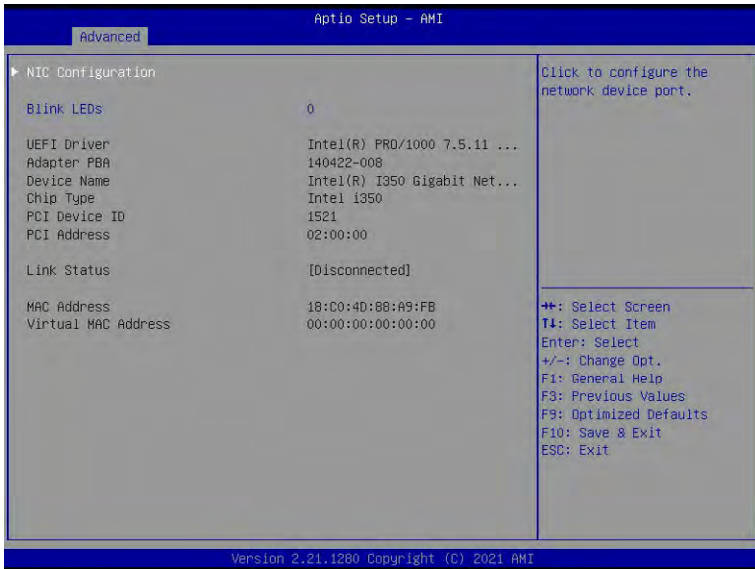 Aptio Setup - AMI
Advanced
▶ NIC Configuration
Blink LEDs 0
UEFI Driver Intel(R) PRO/1000 7.5.11 ...
Adapter PBA 140422-008
Device Name Intel(R) I350 Gigabit Net...
Chip Type Intel i350
PCI Device ID 1521
PCI Address 02:00:00
Link Status [Disconnected]
MAC Address 18:C0:4D:88:A9:FB
Virtual MAC Address 00:00:00:00:00:00
Click to configure the
network device port.
→←: Select Screen
↑↓: Select Item
Enter: Select
+/-: Change Opt.
F1: General Help
F3: Previous Values
F9: Optimized Defaults
F10: Save & Exit
ESC: Exit
Version 2.21.1280 Copyright (C) 2021 AMI